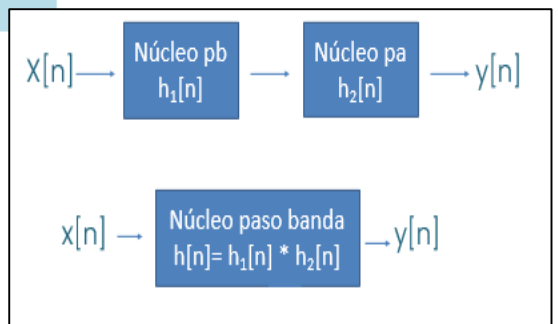 X[n] Núcleo pb h₁[n] Núcleo pa h₂[n] y[n]
x[n] Núcleo paso banda h[n]= h₁[n] * h₂[n] y[n]